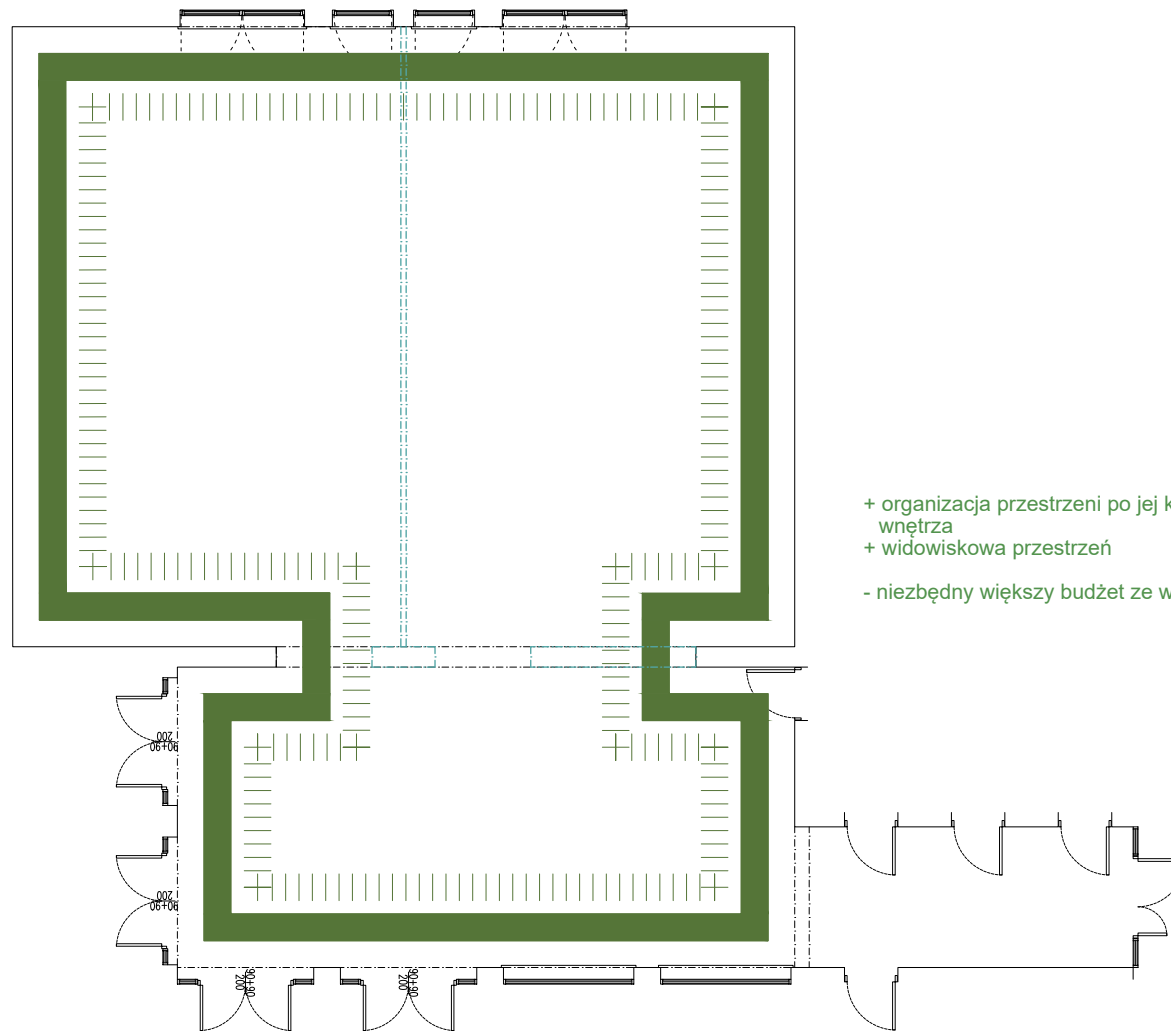 + organizacja przestrzeni po jej
wnętrza
+ widowiskowa przestrzeń
- niezbędny większy budżet ze
200
90+90
200
90+90
90+90
200
90+90
200